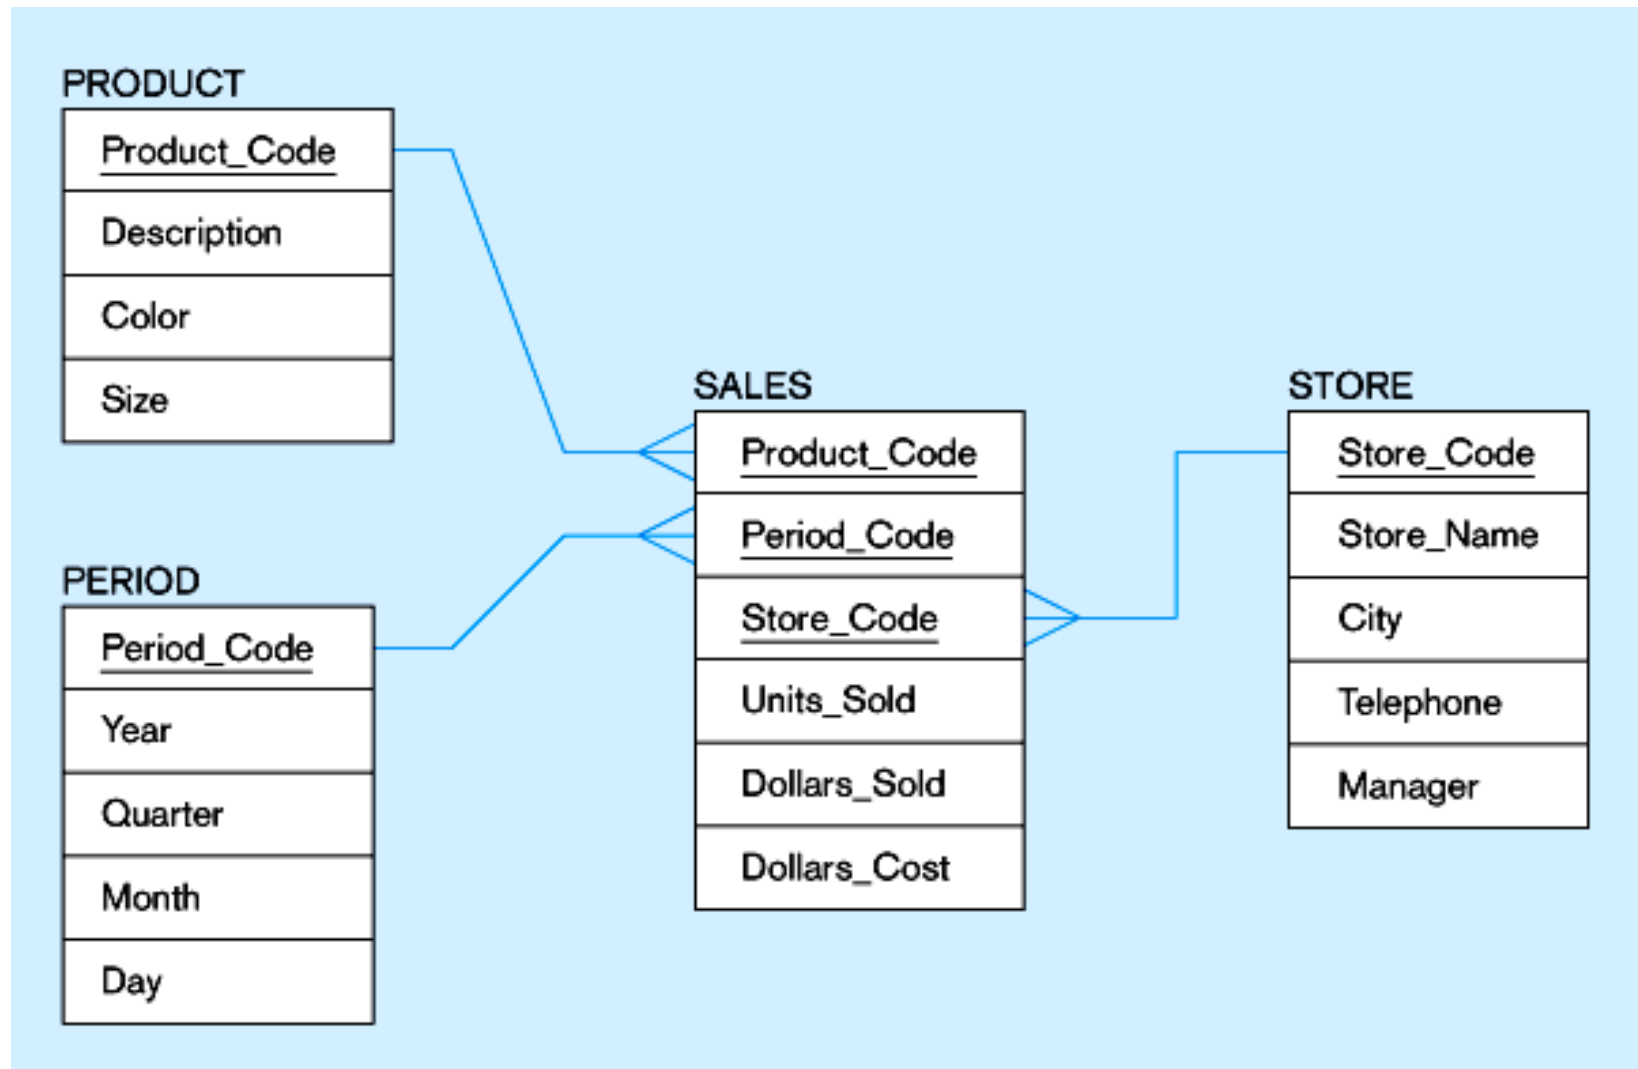 PRODUCT
Product_Code
Description
Color
Size
PERIOD
Period_Code
Year
Quarter
Month
Day
SALES
Product_Code
Period_Code
Store_Code
Units_Sold
Dollars_Sold
Dollars_Cost
STORE
Store_Code
Store_Name
City
Telephone
Manager